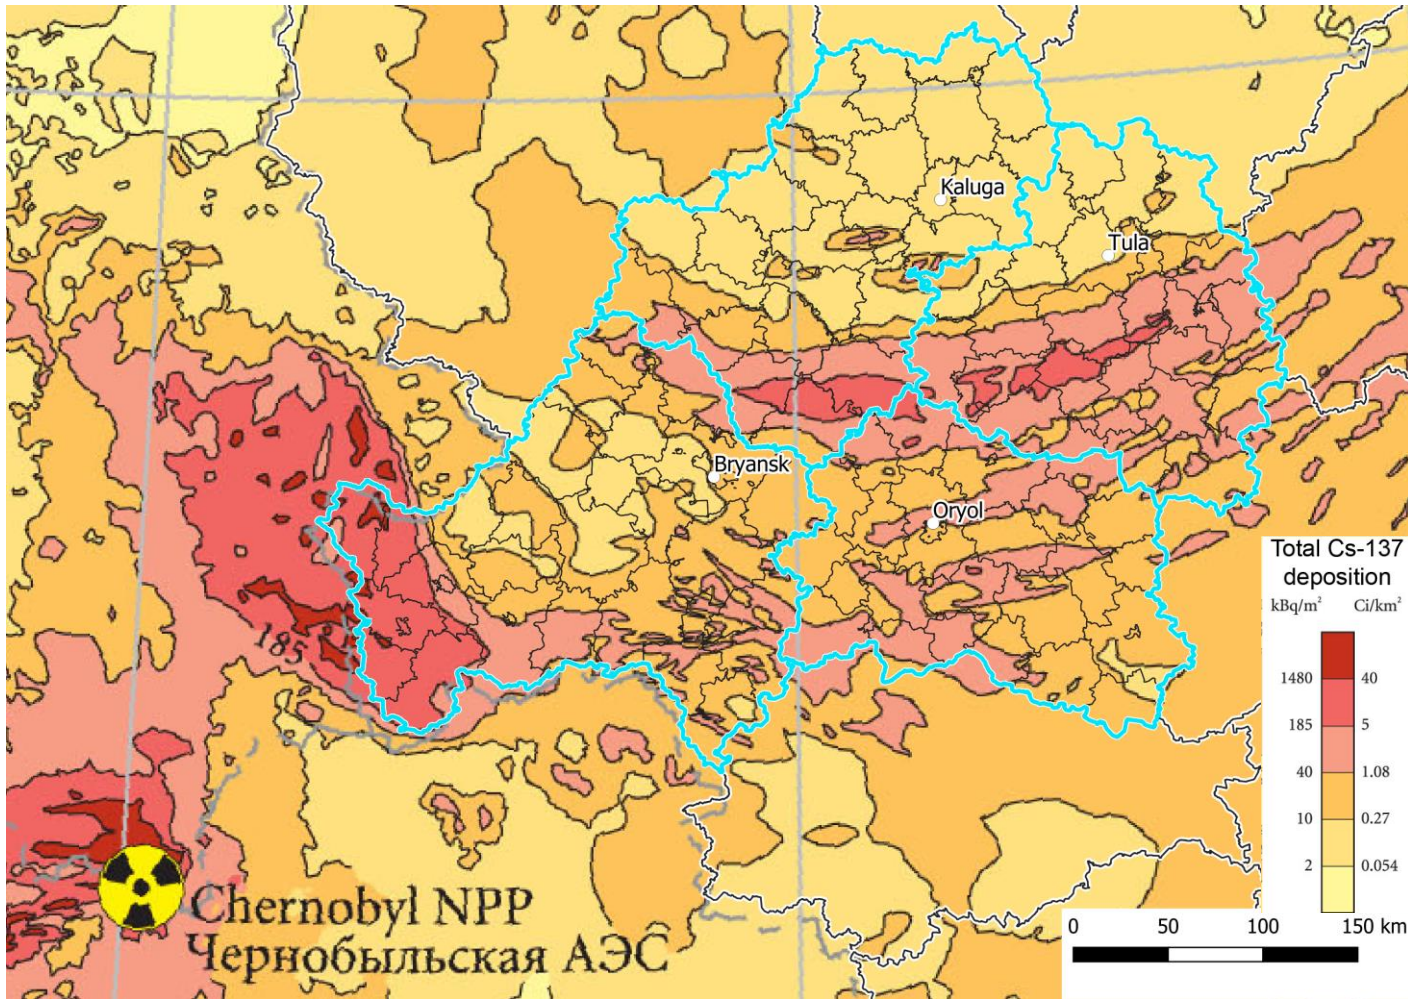 Kaluga
Tula
Bryansk
Oryol
185
Chernobyl NPP
Чернобыльская АЭС
Total Cs-137
deposition
kBq/m² Ci/km²
1480 40
185 5
40 1.08
10 0.27
2 0.054
0 50 100 150 km